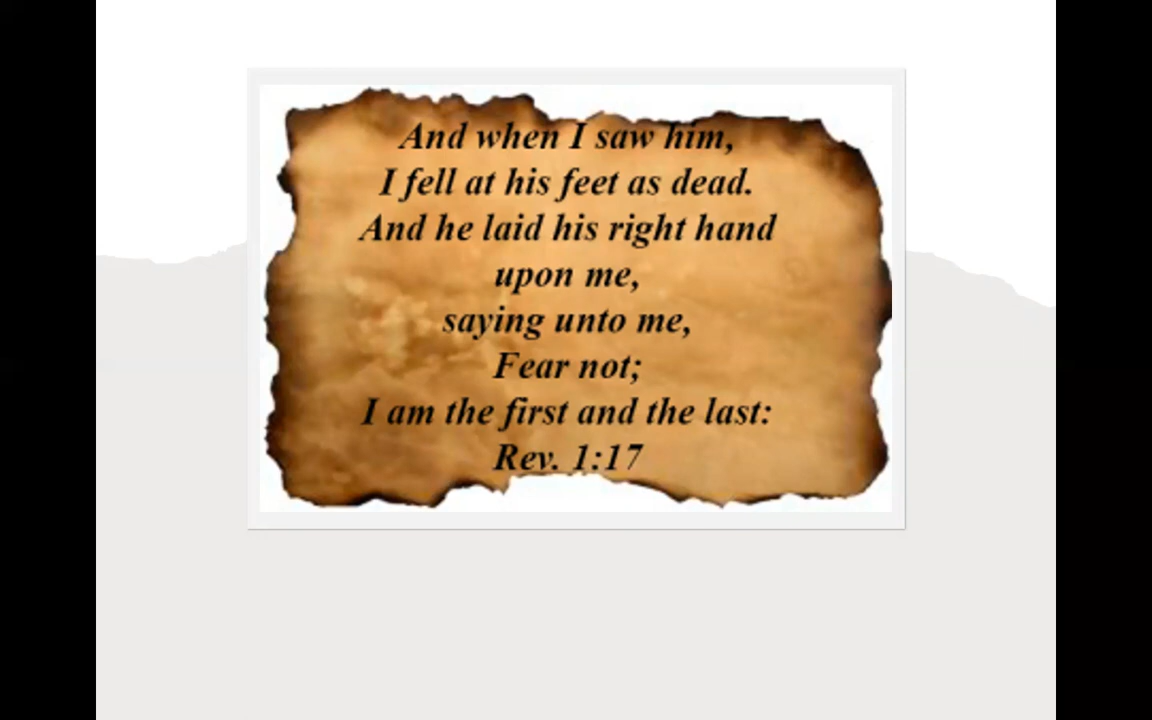 And when I saw him,
I fell at his feet as dead.
And he laid his right hand
upon me,
saying unto me,
Fear not;
I am the first and the last:
Rev. 1:17